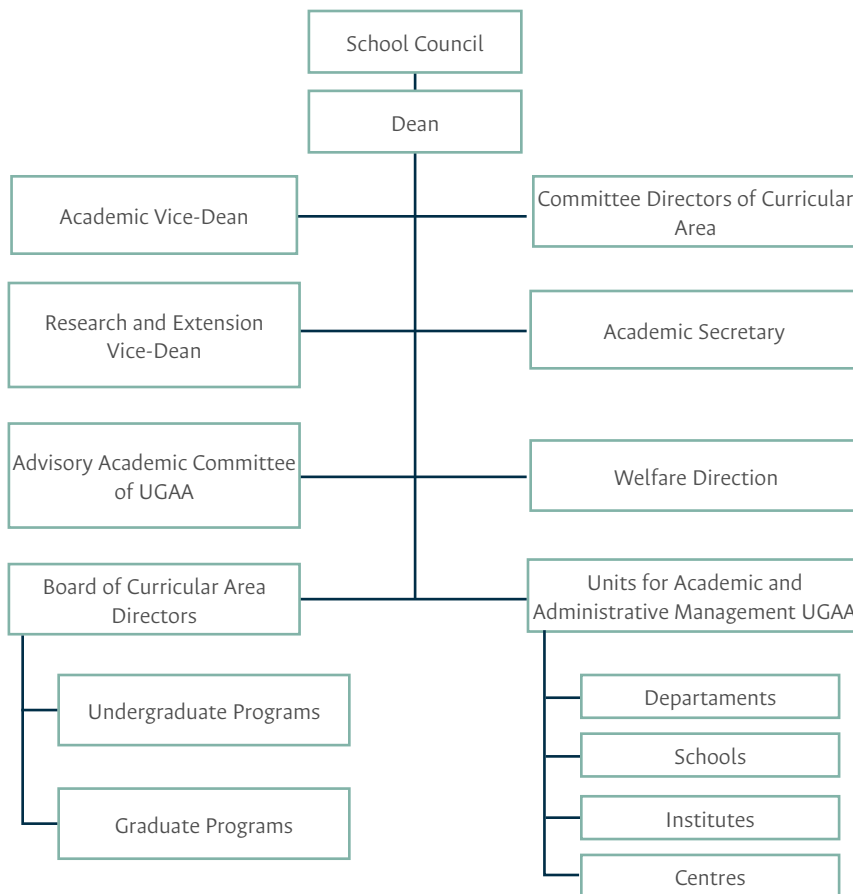 School Council
Dean
Academic Vice-Dean
Committee Directors of Curricular
Area
Research and Extension
Vice-Dean
Academic Secretary
Advisory Academic Committee
of UGAA
Welfare Direction
Board of Curricular Area
Directors
Units for Academic and
Administrative Management UGAA
Undergraduate Programs
Graduate Programs
Departaments
Schools
Institutes
Centres